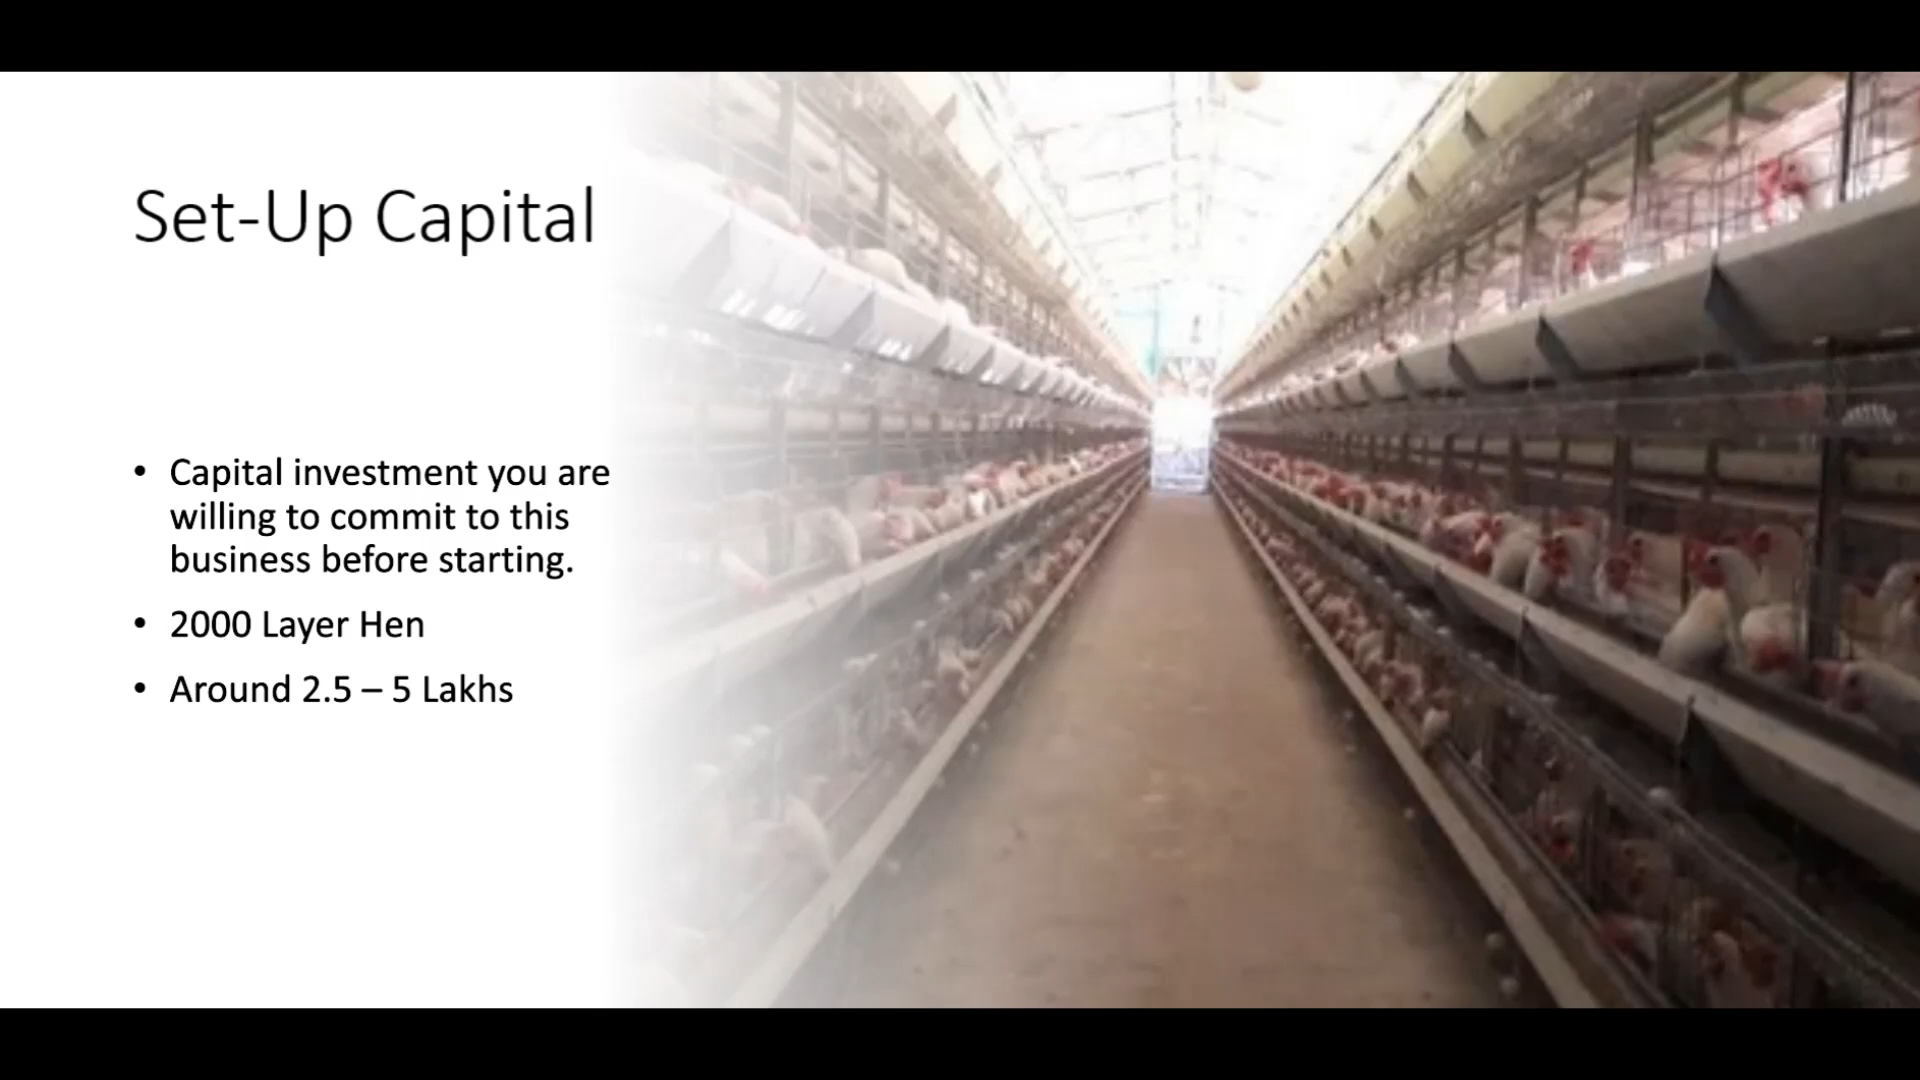 Set-Up Capital
• Capital investment you are
willing to commit to this
business before starting.
• 2000 Layer Hen
• Around 2.5 – 5 Lakhs